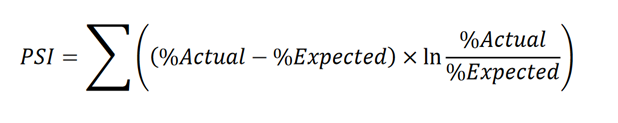 PSI = ∑((%Actual − %Expected) × ln %Actual/%Expected)